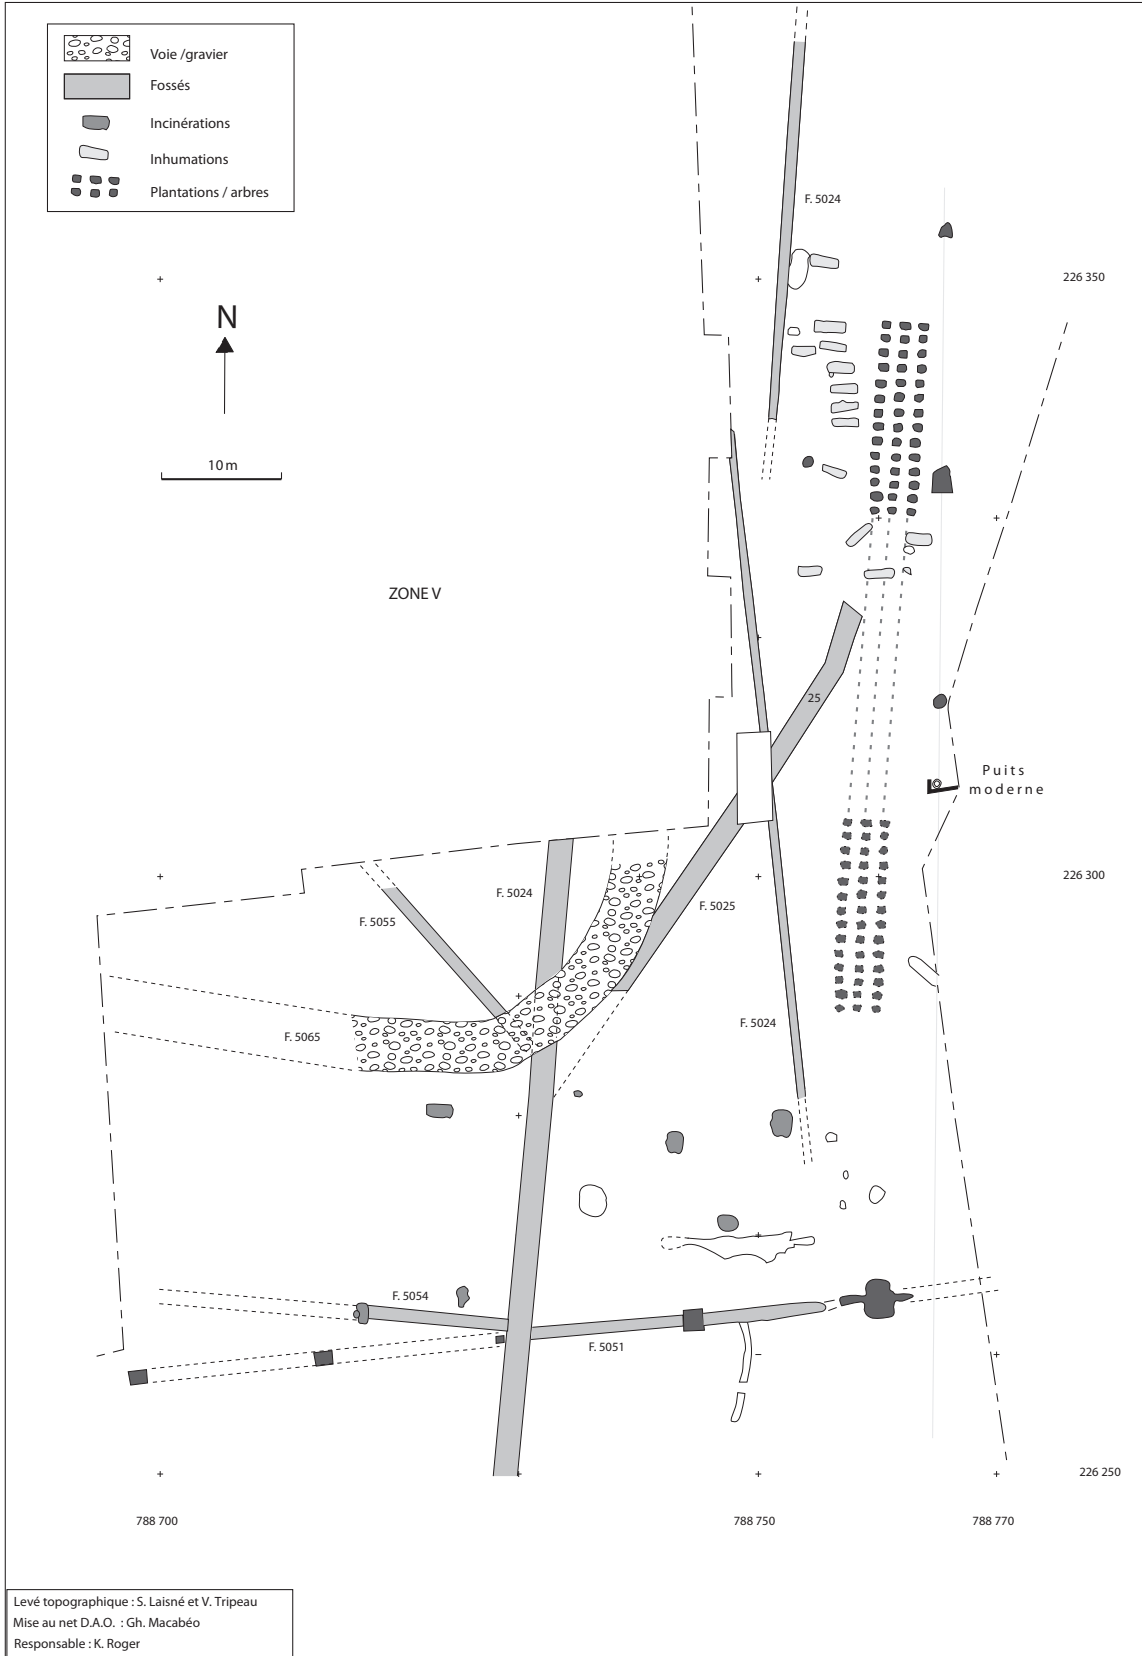 Voie /gravier
Fossés
Incinérations
Inhumations
Plantations / arbres
F. 5024
226 350
N
10 m
ZONE V
25
Puits
moderne
F. 5024
F. 5055
F. 5025
226 300
F. 5065
F. 5024
F. 5054
F. 5051
226 250
788 700
788 750
788 770
Levé topographique : S. Laisné et V. Tripeau
Mise au net D.A.O. : Gh. Macabéo
Responsable : K. Roger